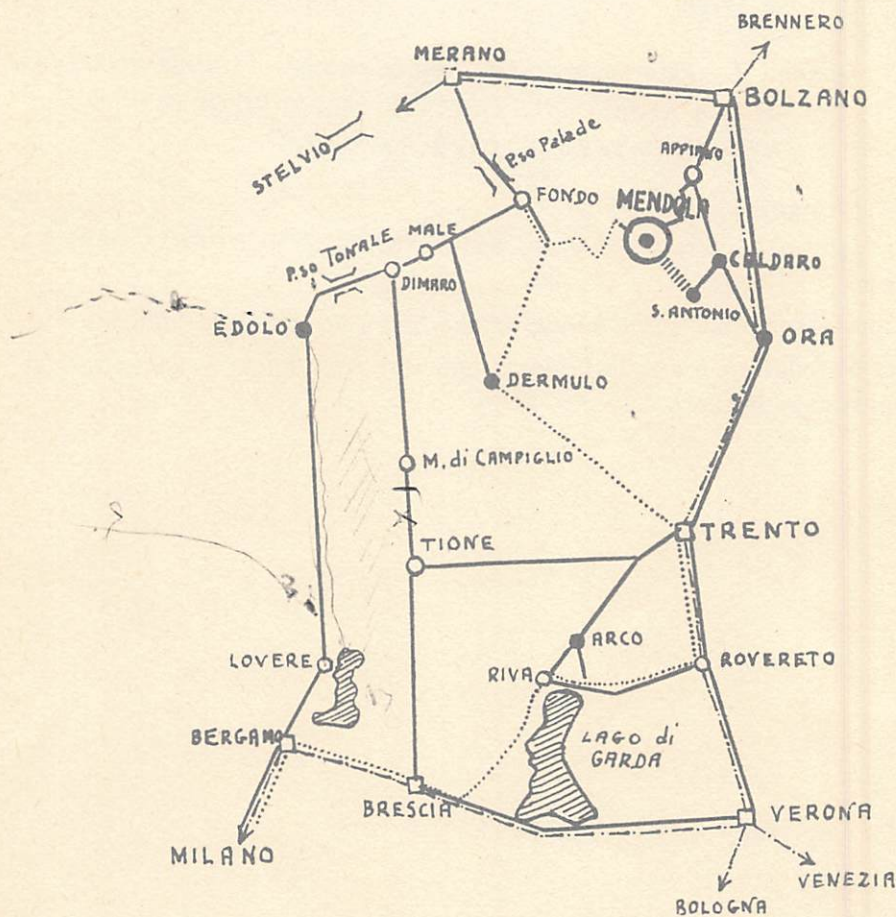 BRENNERO
MERANO
BOLZANO
STELVIO
P.so Palade
APPIANO
FONDO
MENDOLA
MALE
P.so TONALE
DIMARO
CALDARO
S. ANTONIO
EDOLO
ORA
DERMULO
M. di CAMPIGLIO
TRENTO
TIONE
ARCO
LOVERE
RIVA
ROVERETO
BERGAMO
LAGO di
GARDA
BRESCIA
VERONA
MILANO
VENEZIA
BOLOGNA